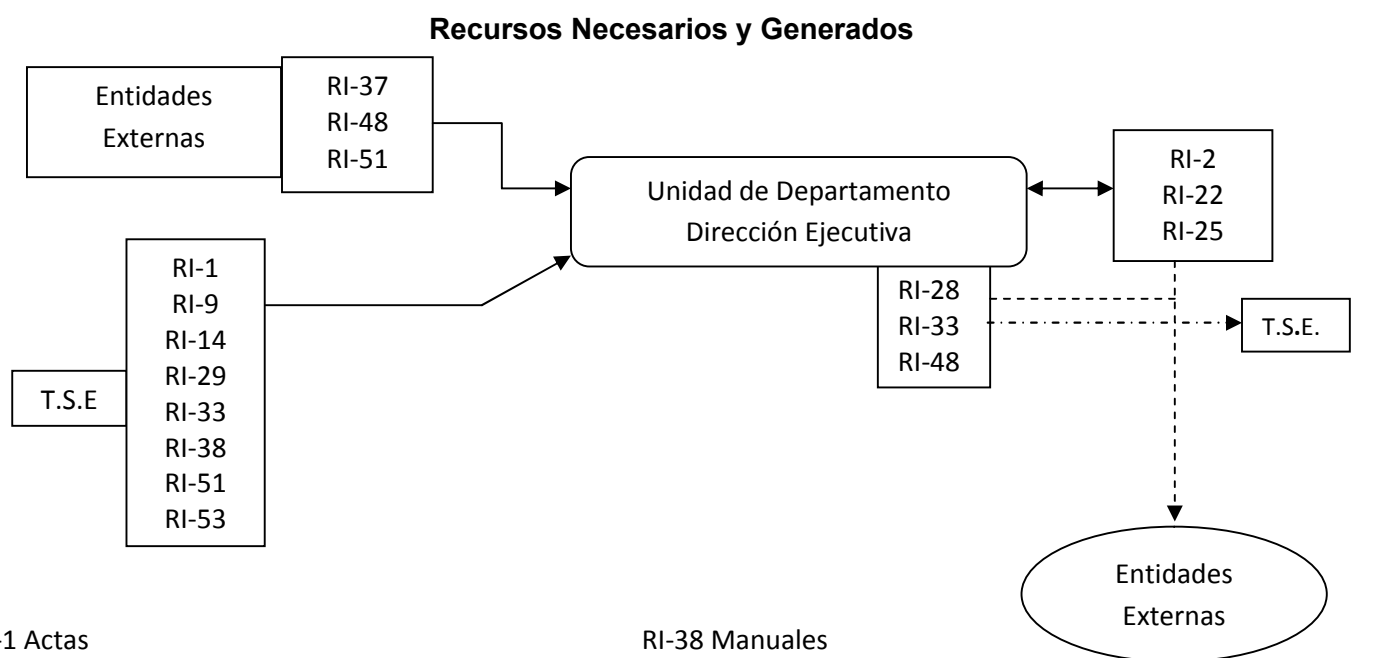 Recursos Necesarios y Generados
Entidades
Externas
RI-37
RI-48
RI-51
Unidad de Departamento
Dirección Ejecutiva
RI-2
RI-22
RI-25
RI-28
RI-33
RI-48
T.S.E.
T.S.E
RI-1
RI-9
RI-14
RI-29
RI-33
RI-38
RI-51
RI-53
Entidades
Externas
-1 Actas
RI-38 Manuales